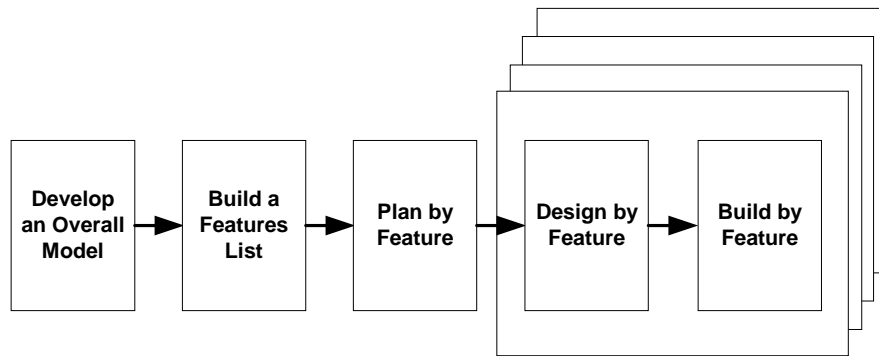 Develop
an Overall
Model
Build a
Features
List
Plan by
Feature
Design by
Feature
Build by
Feature